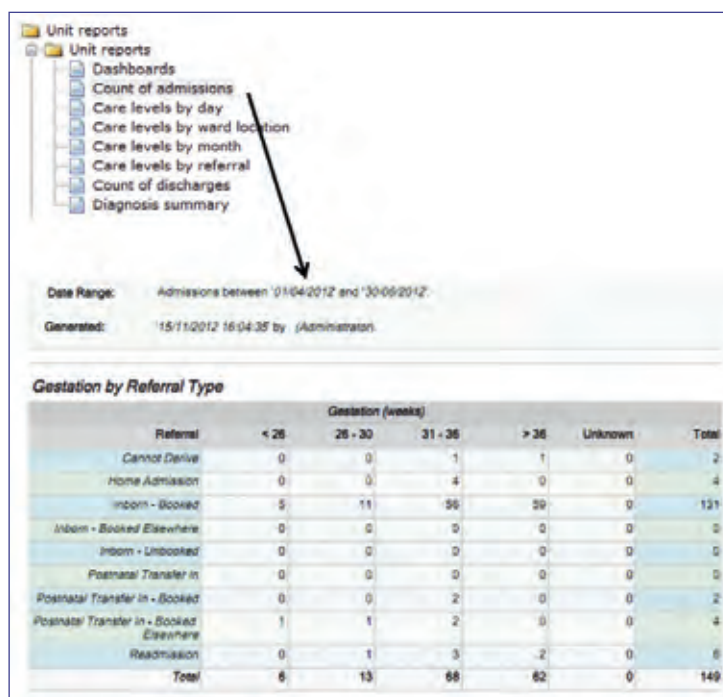 Unit reports
Unit reports
Dashboards
Count of admissions
Care levels by day
Care levels by ward location
Care levels by month
Care levels by referral
Count of discharges
Diagnosis summary
Date Range: Admissions between '01/04/2012' and '30/06/2012'.
Generated: '15/11/2012 16:04:35' by (Administrator).
Gestation by Referral Type
Gestation (weeks)
Referral < 26 26 - 30 31 - 36 > 36 Unknown Total
Cannot Derive 0 0 1 1 0 2
Home Admission 0 0 4 0 0 4
Inborn - Booked 5 11 56 59 0 131
Inborn - Booked Elsewhere 0 0 0 0 0 0
Inborn - Unbooked 0 0 0 0 0 0
Postnatal Transfer In 0 0 0 0 0 0
Postnatal Transfer In - Booked 0 0 2 0 0 2
Postnatal Transfer In - Booked 1 1 2 0 0 4
Elsewhere
Readmission 0 1 3 2 0 6
Total 6 13 68 62 0 149